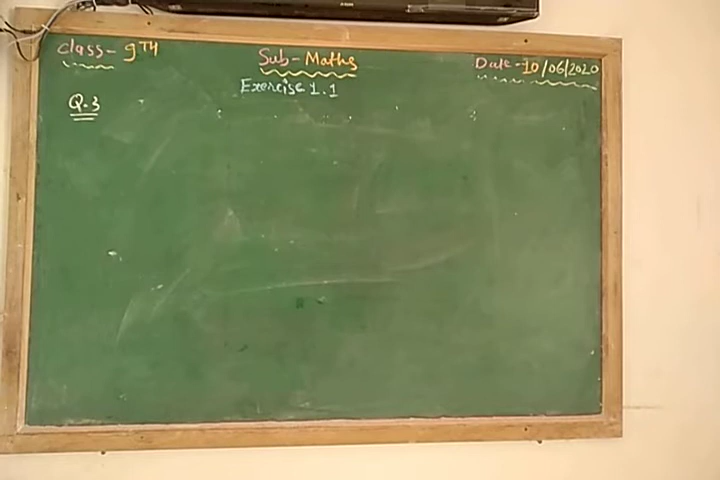 Class - 9TH Sub - Maths Date - 10/06/2020
Exercise 1.1
Q.3